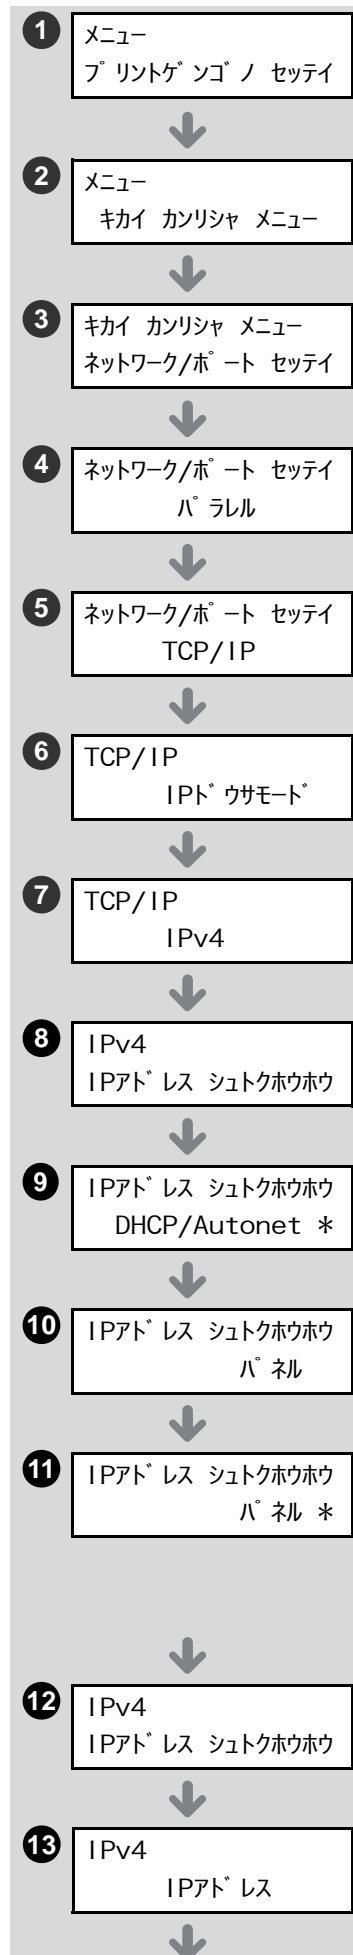 1
メニュー
プリントゲンゴノ セッテイ
2
メニュー
キカイ カンリシャ メニュー
3
キカイ カンリシャ メニュー
ネットワーク/ポート セッテイ
4
ネットワーク/ポート セッテイ
パラレル
5
ネットワーク/ポート セッテイ
TCP/IP
6
TCP/IP
IPドウサモード
7
TCP/IP
IPv4
8
IPv4
IPアドレス シュトクホウホウ
9
IPアドレス シュトクホウホウ
DHCP/Autonet *
10
IPアドレス シュトクホウホウ
パネル
11
IPアドレス シュトクホウホウ
パネル *
12
IPv4
IPアドレス シュトクホウホウ
13
IPv4
IPアドレス